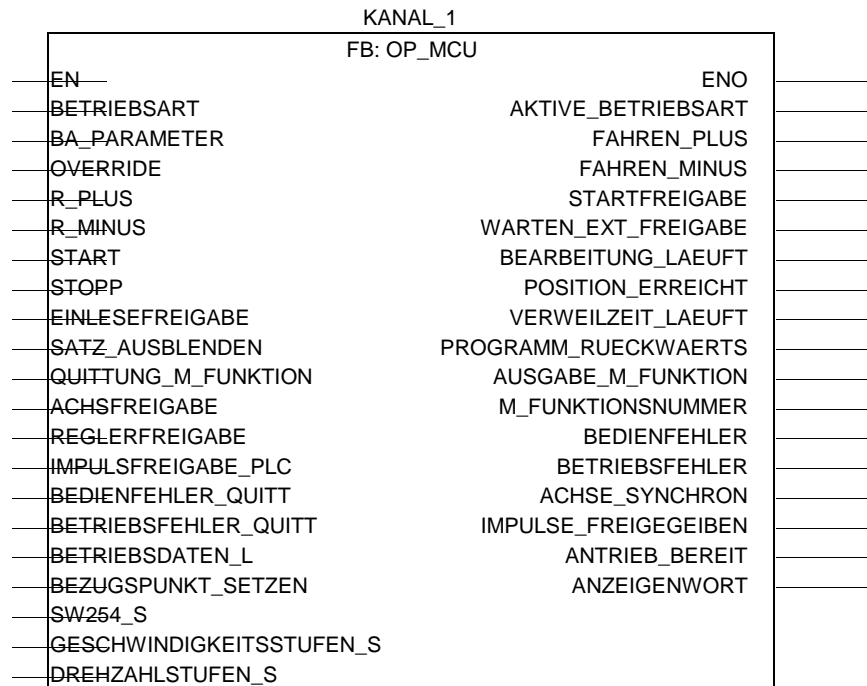 KANAL_1
FB: OP_MCU
EN ENO
BETRIEBSART AKTIVE_BETRIEBSART
BA_PARAMETER FAHREN_PLUS
OVERRIDE FAHREN_MINUS
R_PLUS STARTFREIGABE
R_MINUS WARTEN_EXT_FREIGABE
START BEARBEITUNG_LAEUFT
STOPP POSITION_ERREICHT
EINLESEFREIGABE VERWEILZEIT_LAEUFT
SATZ_AUSBLENDEN PROGRAMM_RUECKWAERTS
QUITTUNG_M_FUNKTION AUSGABE_M_FUNKTION
ACHSFREIGABE M_FUNKTIONSNUMMER
REGLERFREIGABE BEDIENFEHLER
IMPULSFREIGABE_PLC BETRIEBSFEHLER
BEDIENFEHLER_QUITT ACHSE_SYNCHRON
BETRIEBSFEHLER_QUITT IMPULSE_FREIGEGEIBEN
BETRIEBSDATEN_L ANTRIEB_BEREIT
BEZUGSPUNKT_SETZEN ANZEIGENWORT
SW254_S
GESCHWINDIGKEITSSTUFEN_S
DREHZAHLSTUFEN_S